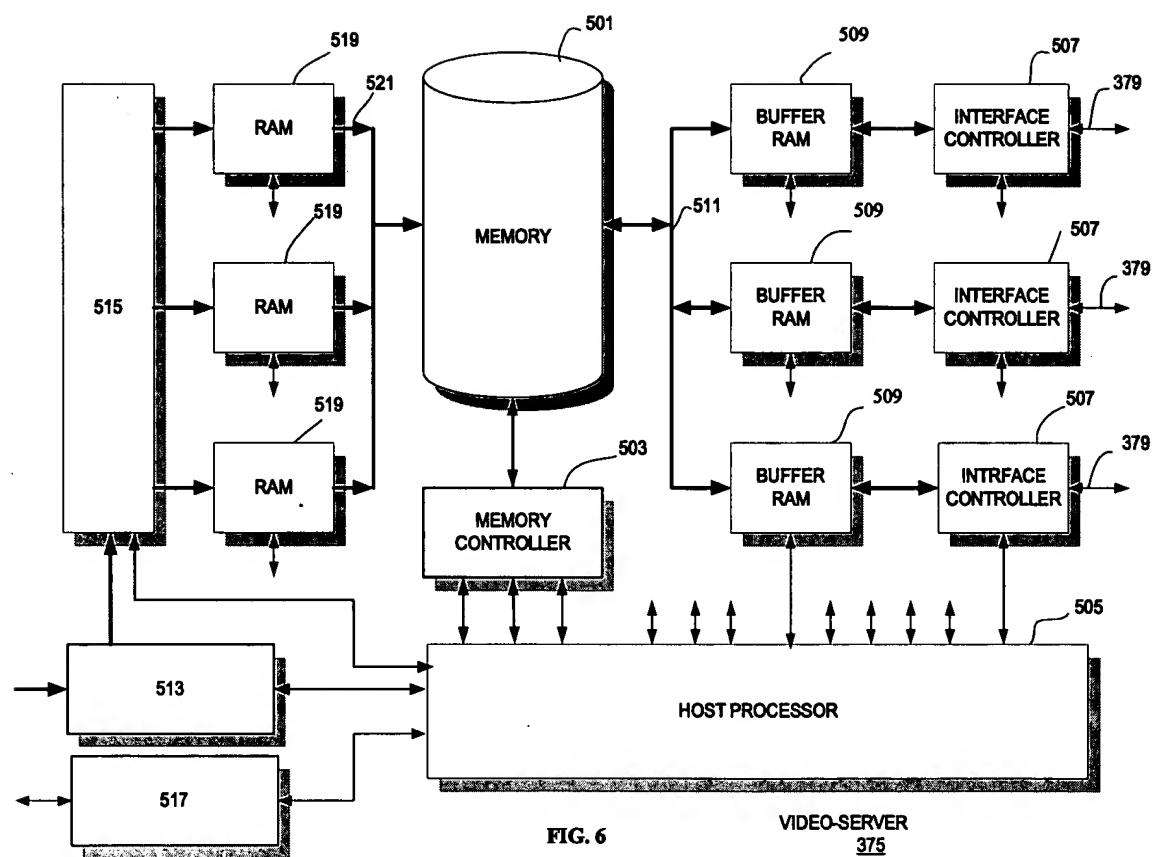 501
519
509
507
521
379
RAM
BUFFER
RAM
INTERFACE
CONTROLLER
519
511
509
507
MEMORY
379
515
RAM
BUFFER
RAM
INTERFACE
CONTROLLER
519
509
507
503
379
RAM
BUFFER
RAM
INTRFACE
CONTROLLER
MEMORY
CONTROLLER
505
513
HOST PROCESSOR
517
FIG. 6
VIDEO-SERVER
375